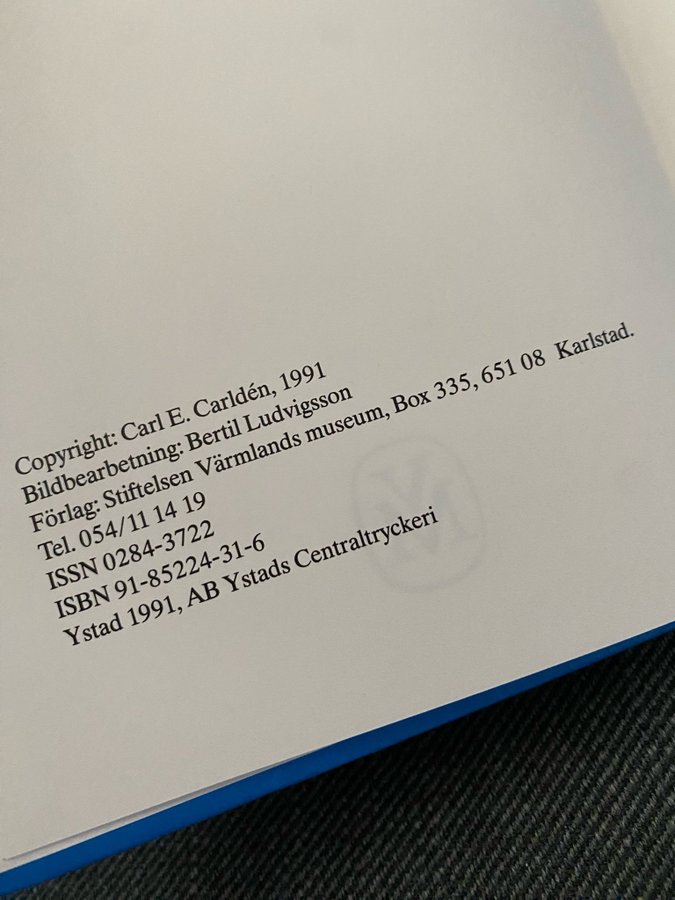 Copyright: Carl E. Carldén, 1991
Bildbearbetning: Bertil Ludvigsson
Förlag: Stiftelsen Värmlands museum, Box 335, 651 08 Karlstad.
Tel. 054/11 14 19
ISSN 0284-3722
ISBN 91-85224-31-6
Ystad 1991, AB Ystads Centraltryckeri